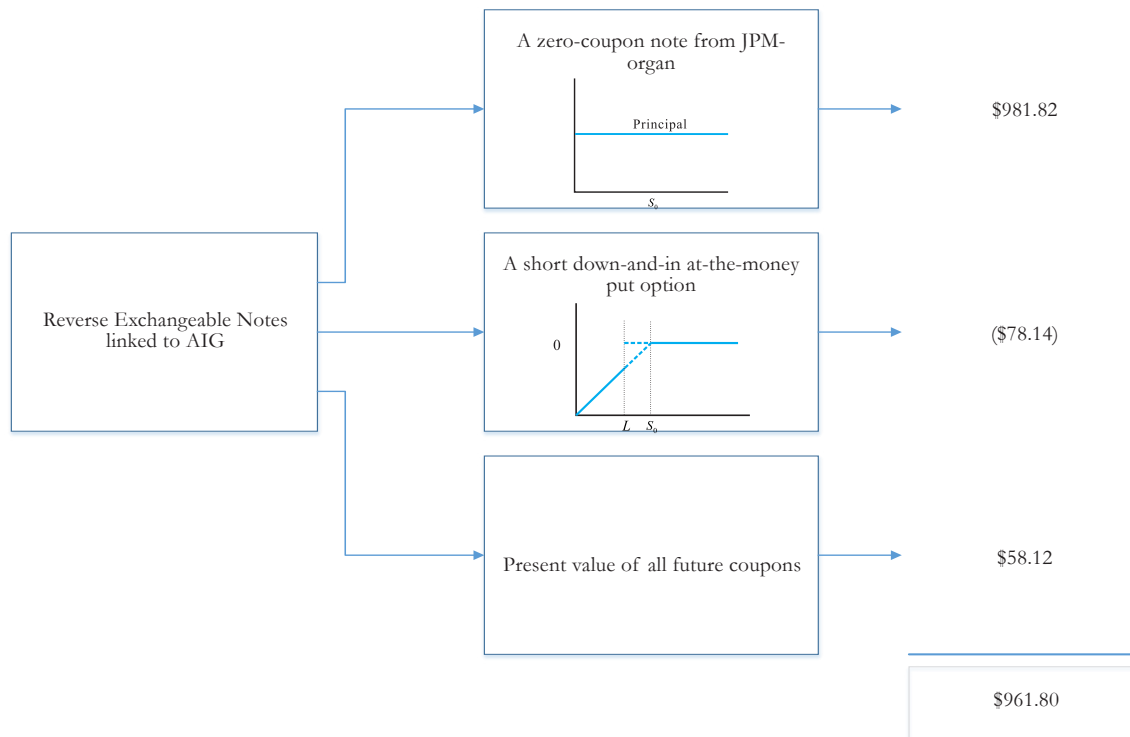 A zero-coupon note from JPM-
organ
Principal
S₀
$981.82
Reverse Exchangeable Notes
linked to AIG
A short down-and-in at-the-money
put option
0
L S₀
($78.14)
Present value of all future coupons
$58.12
$961.80